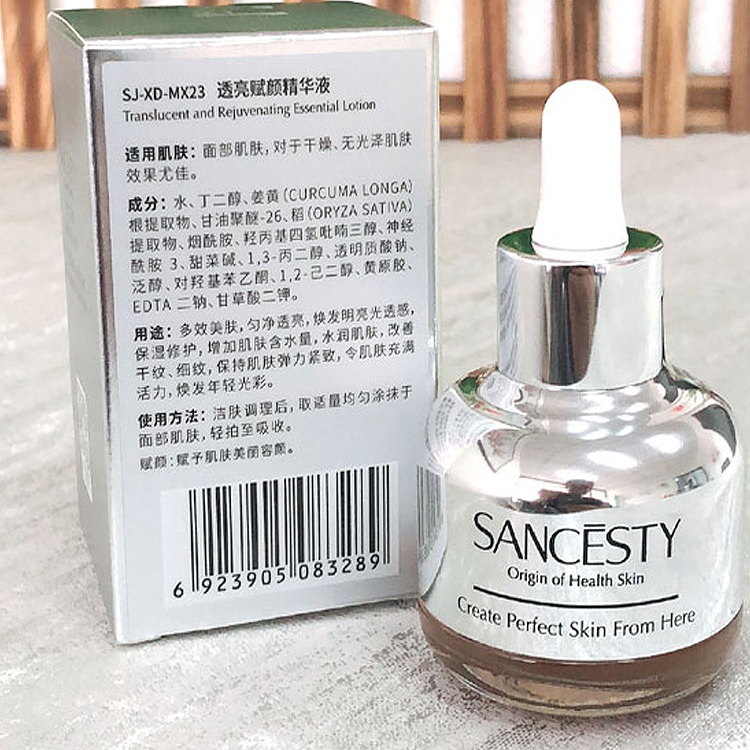 SJ-XD-MX23 透亮赋颜精华液
Translucent and Rejuvenating Essential Lotion
适用肌肤：面部肌肤，对于干燥、无光泽肌肤
效果尤佳。
成分：水、丁二醇、姜黄(CURCUMA LONGA)
根提取物、甘油聚醚-26、稻(ORYZA SATIVA)
提取物、烟酰胺、羟丙基四氢吡喃三醇、神经
酰胺 3、甜菜碱、1,3-丙二醇、透明质酸钠、
泛醇、对羟基苯乙酮、1,2-己二醇、黄原胶、
EDTA 二钠、甘草酸二钾。
用途：多效美肤，匀净透亮，焕发明亮光透感，
保湿修护，增加肌肤含水量，水润肌肤，改善
干纹、细纹，保持肌肤弹力紧致，令肌肤充满
活力，焕发年轻光彩。
使用方法：洁肤调理后，取适量均匀涂抹于
面部肌肤，轻拍至吸收。
赋颜：赋予肌肤美丽容颜。
6 923905 083289
SANCĒSTY
Origin of Health Skin
Create Perfect Skin From Here